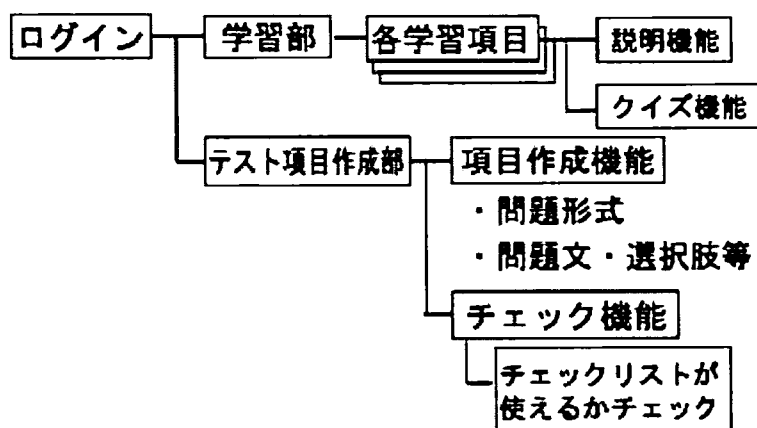 ログイン
学習部
各学習項目
説明機能
クイズ機能
テスト項目作成部
項目作成機能
・問題形式
・問題文・選択肢等
チェック機能
チェックリストが
使えるかチェック